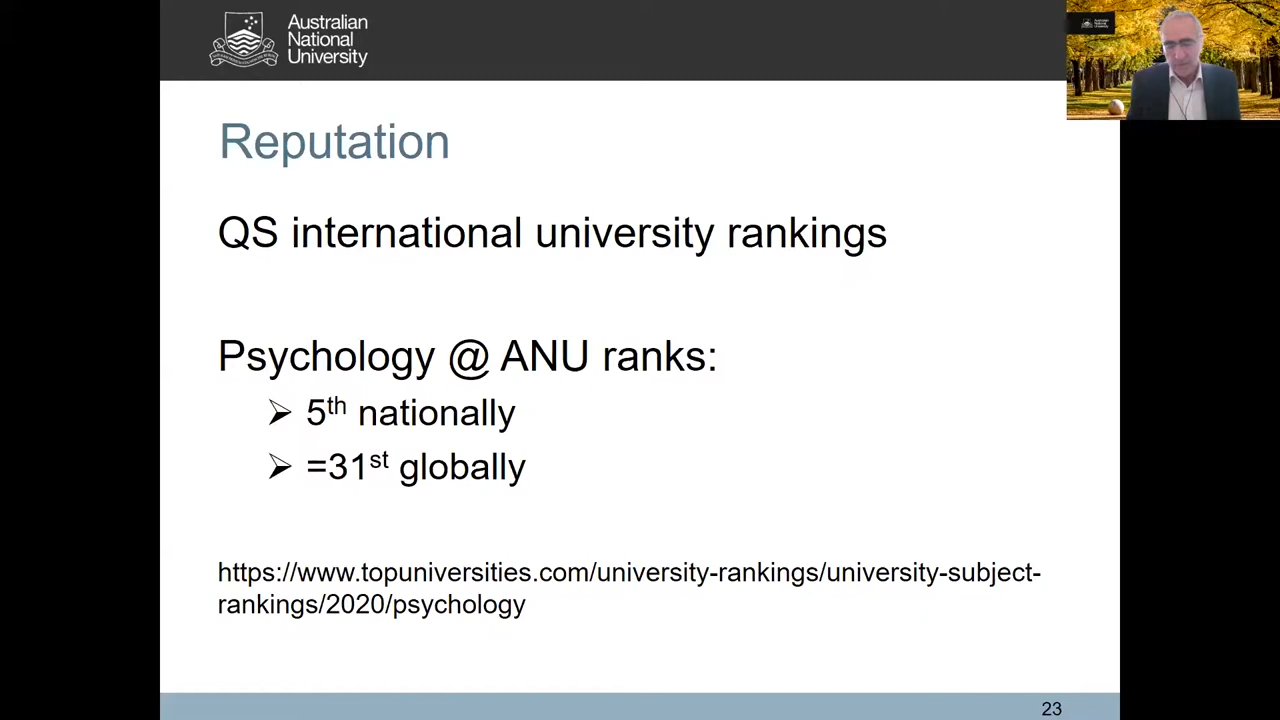 Australian
National
University
Reputation
QS international university rankings
Psychology @ ANU ranks:
➢ 5th nationally
➢ =31st globally
https://www.topuniversities.com/university-rankings/university-subject-
rankings/2020/psychology
23